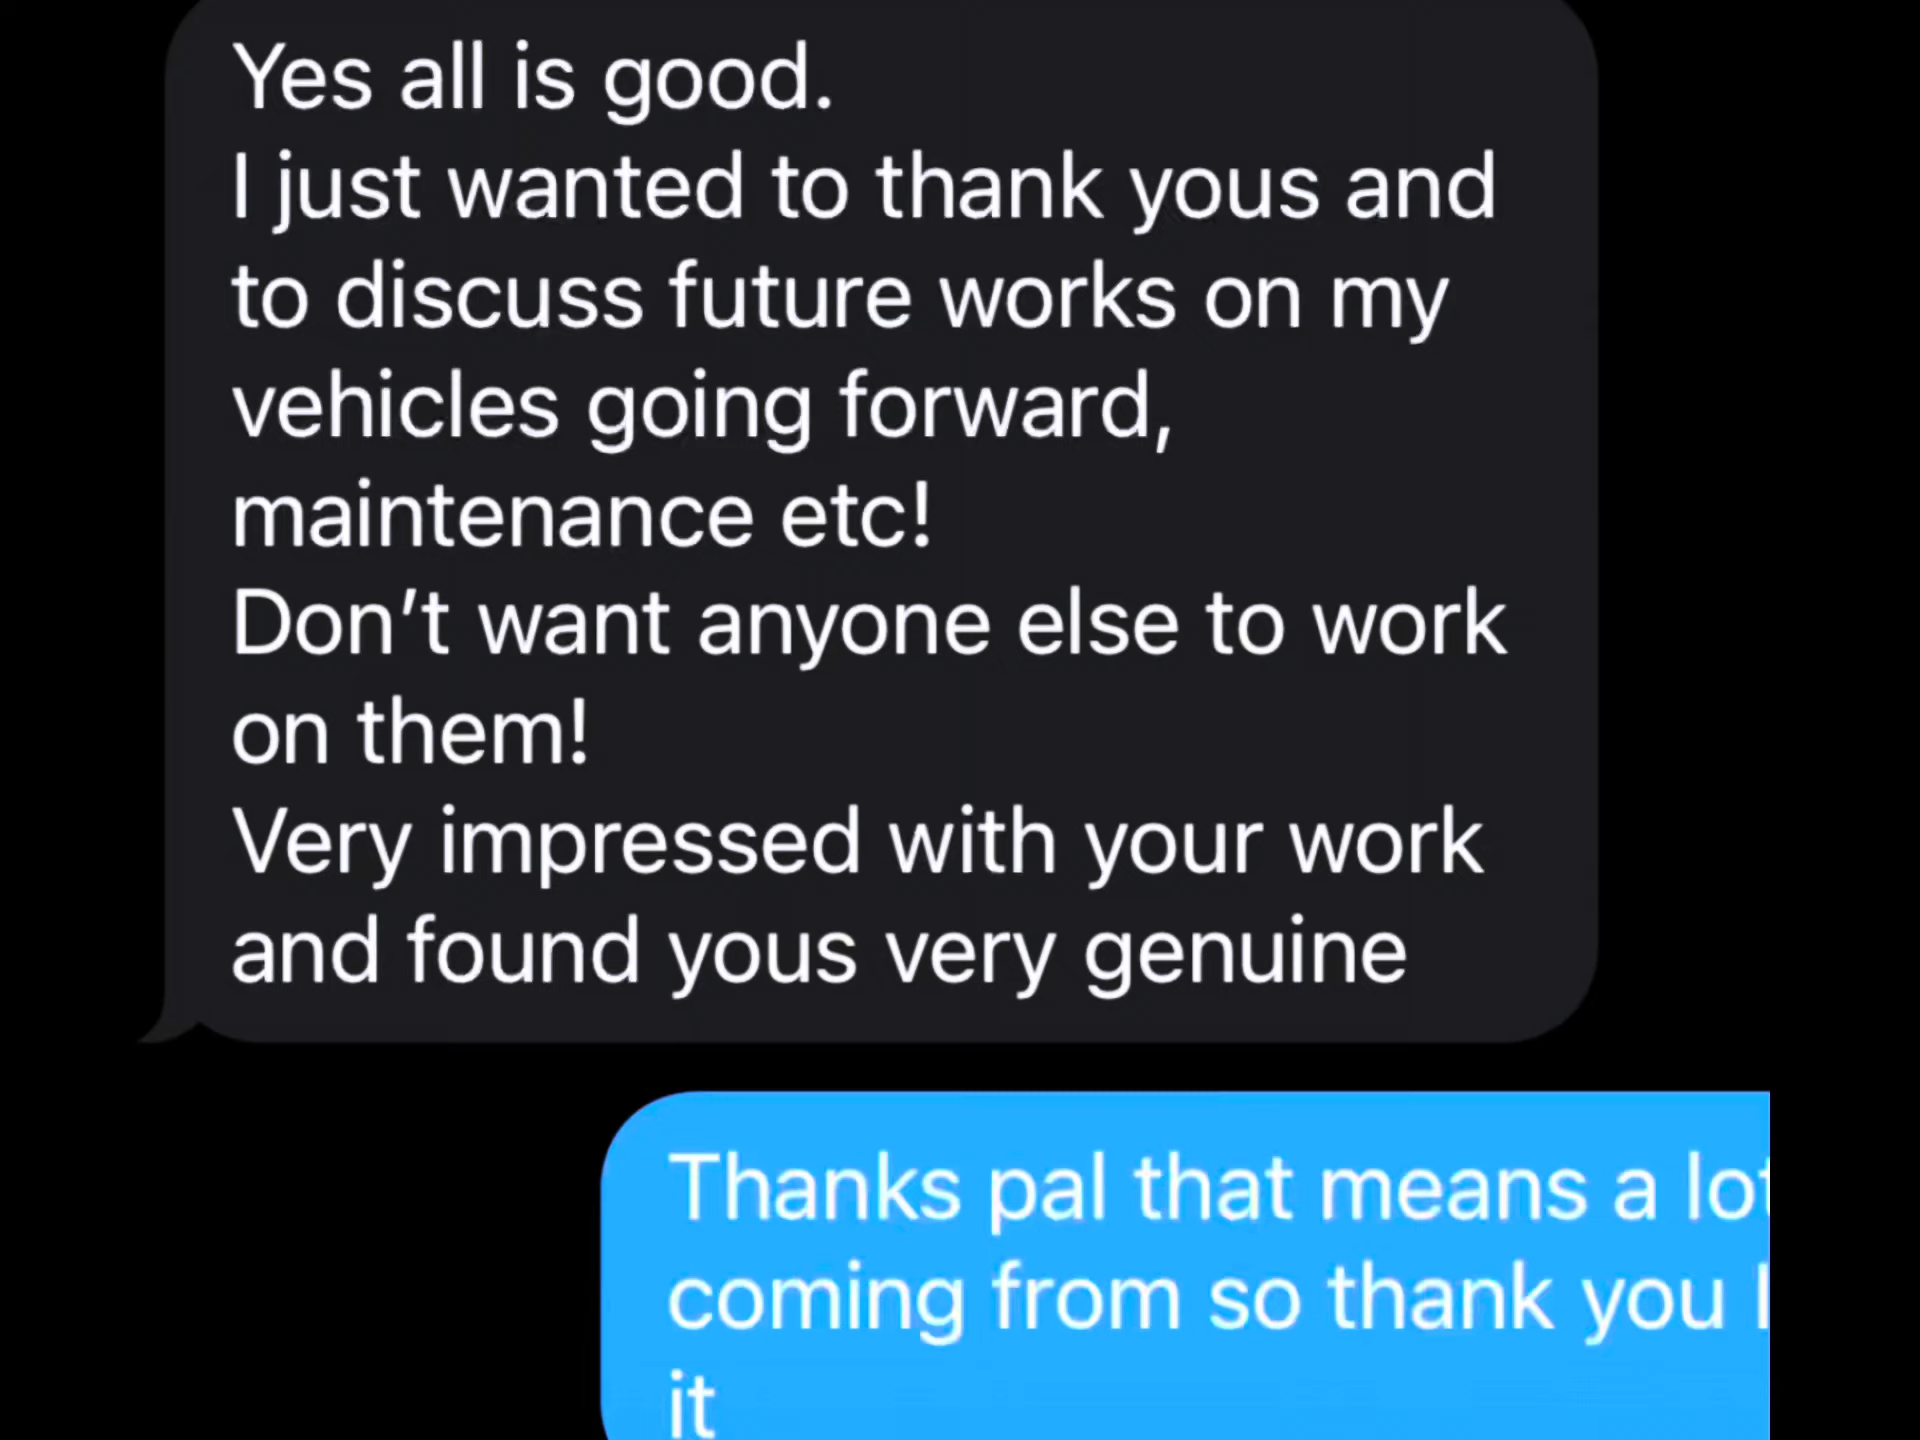 Yes all is good.
I just wanted to thank yous and
to discuss future works on my
vehicles going forward,
maintenance etc!
Don’t want anyone else to work
on them!
Very impressed with your work
and found yous very genuine
Thanks pal that means a lot
coming from so thank you I
it